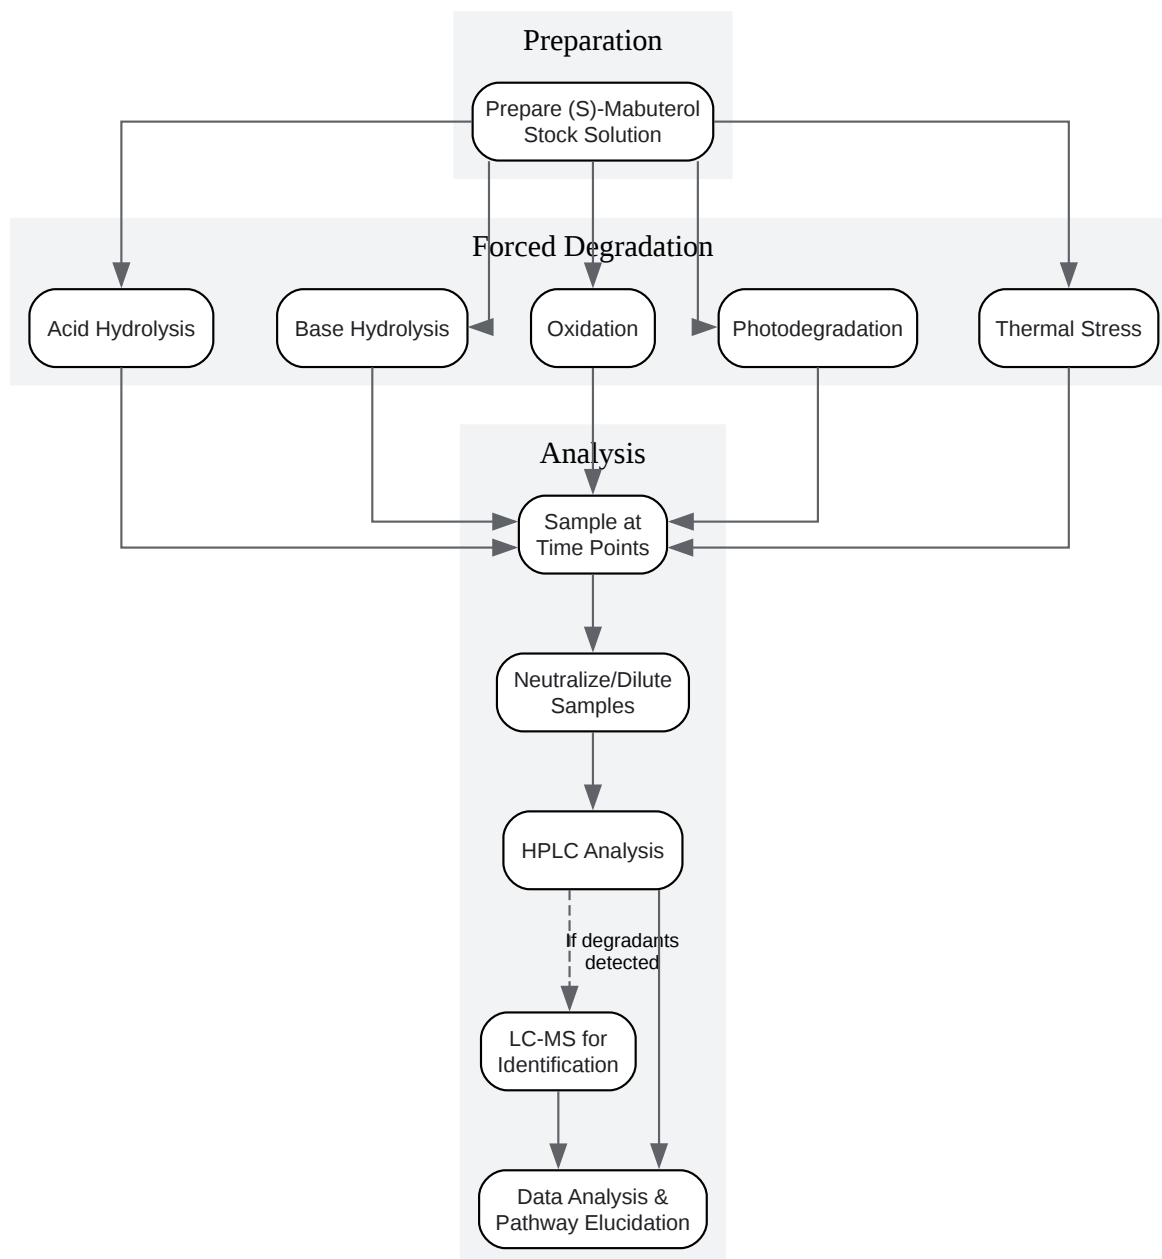 Preparation
Prepare (S)-Mabuterol
Stock Solution
Forced Degradation
Acid Hydrolysis
Base Hydrolysis
Oxidation
Photodegradation
Thermal Stress
Analysis
Sample at
Time Points
Neutralize/Dilute
Samples
HPLC Analysis
If degradants
detected
LC-MS for
Identification
Data Analysis &
Pathway Elucidation